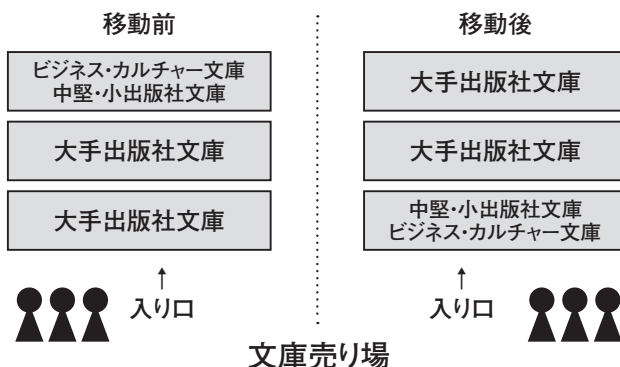 移動前
ビジネス・カルチャー文庫
中堅・小出版社文庫
大手出版社文庫
大手出版社文庫
↑
入り口
移動後
大手出版社文庫
大手出版社文庫
中堅・小出版社文庫
ビジネス・カルチャー文庫
↑
入り口
文庫売り場